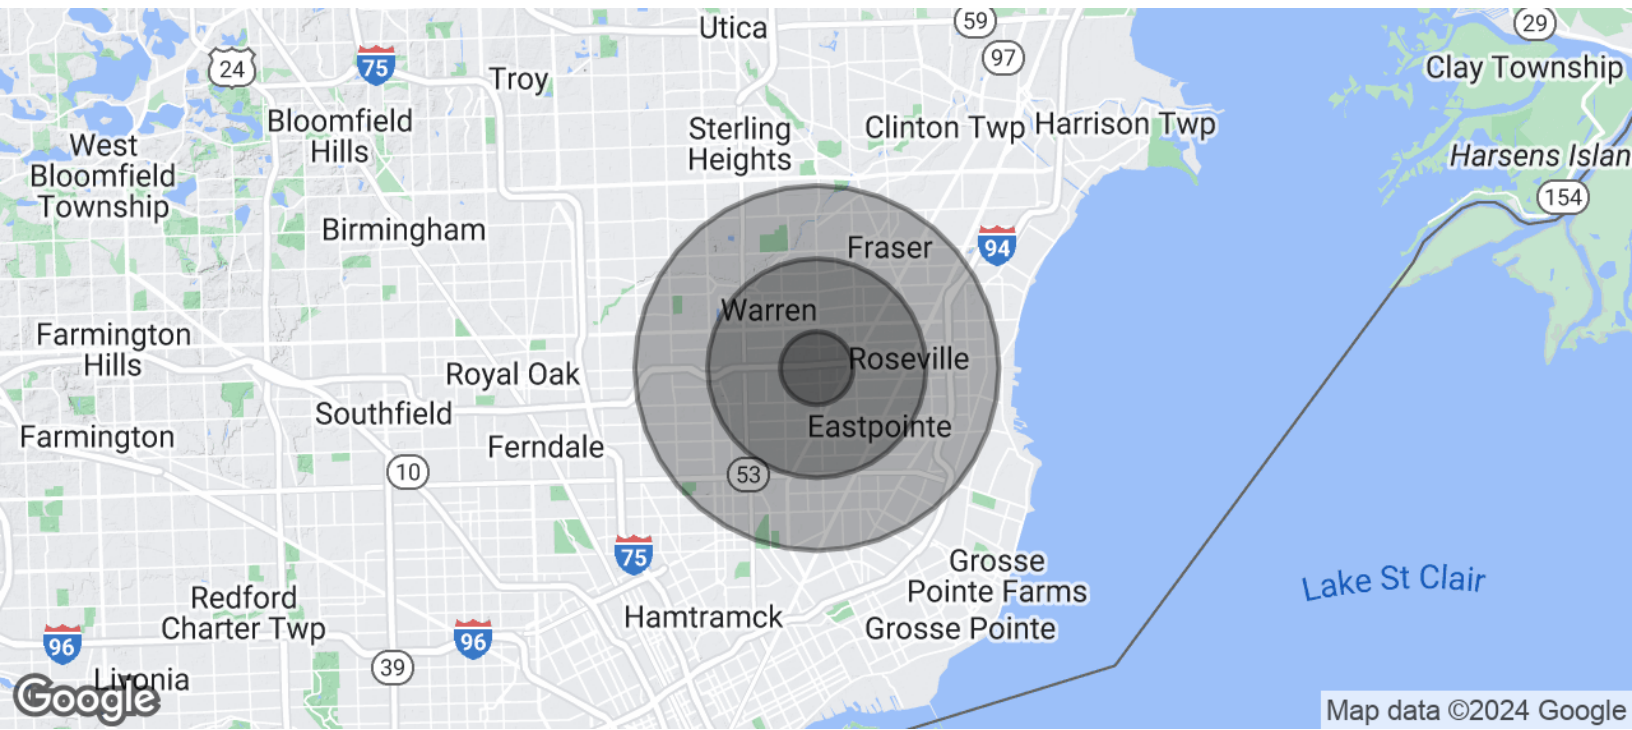 Utica
59
97
29
24
75
Troy
Clay Township
Bloomfield
Hills
Sterling
Heights
Clinton Twp
Harrison Twp
West
Bloomfield
Township
Harsens Islan
154
Birmingham
Fraser
94
Warren
Farmington
Hills
Roseville
Royal Oak
Southfield
Eastpointe
Farmington
Ferndale
10
53
75
Grosse
Pointe Farms
Lake St Clair
Redford
Charter Twp
Hamtramck
Grosse Pointe
96
96
39
Livonia
Google
Map data ©2024 Google